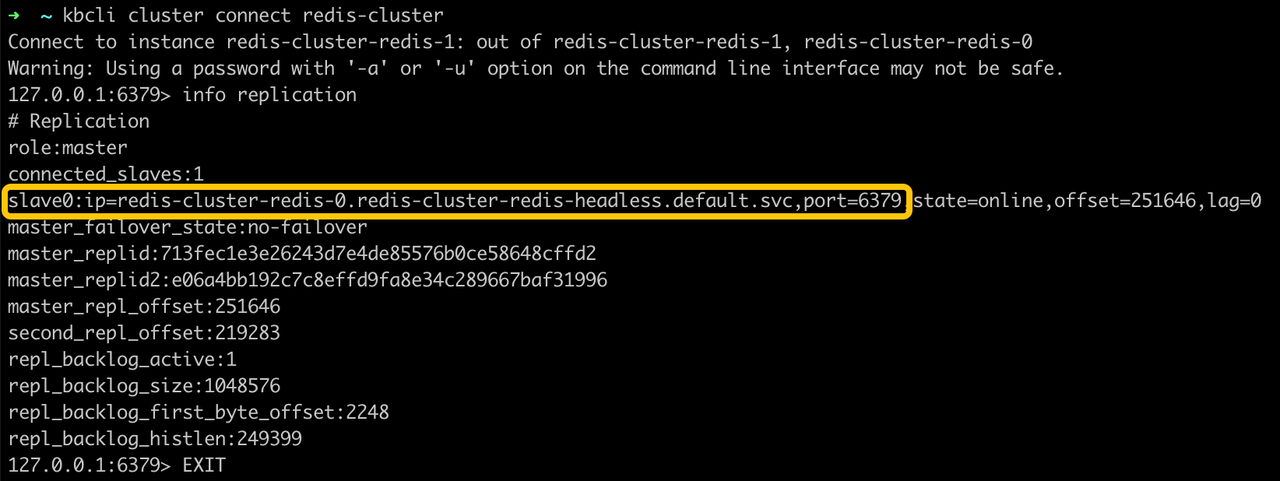 ➜ ~ kbcli cluster connect redis-cluster
Connect to instance redis-cluster-redis-1: out of redis-cluster-redis-1, redis-cluster-redis-0
Warning: Using a password with '-a' or '-u' option on the command line interface may not be safe.
127.0.0.1:6379> info replication
# Replication
role:master
connected_slaves:1
slave0:ip=redis-cluster-redis-0.redis-cluster-redis-headless.default.svc,port=6379,state=online,offset=251646,lag=0
master_failover_state:no-failover
master_replid:713fec1e3e26243d7e4de85576b0ce58648cffd2
master_replid2:e06a4bb192c7c8effd9fa8e34c289667baf31996
master_repl_offset:251646
second_repl_offset:219283
repl_backlog_active:1
repl_backlog_size:1048576
repl_backlog_first_byte_offset:2248
repl_backlog_histlen:249399
127.0.0.1:6379> EXIT